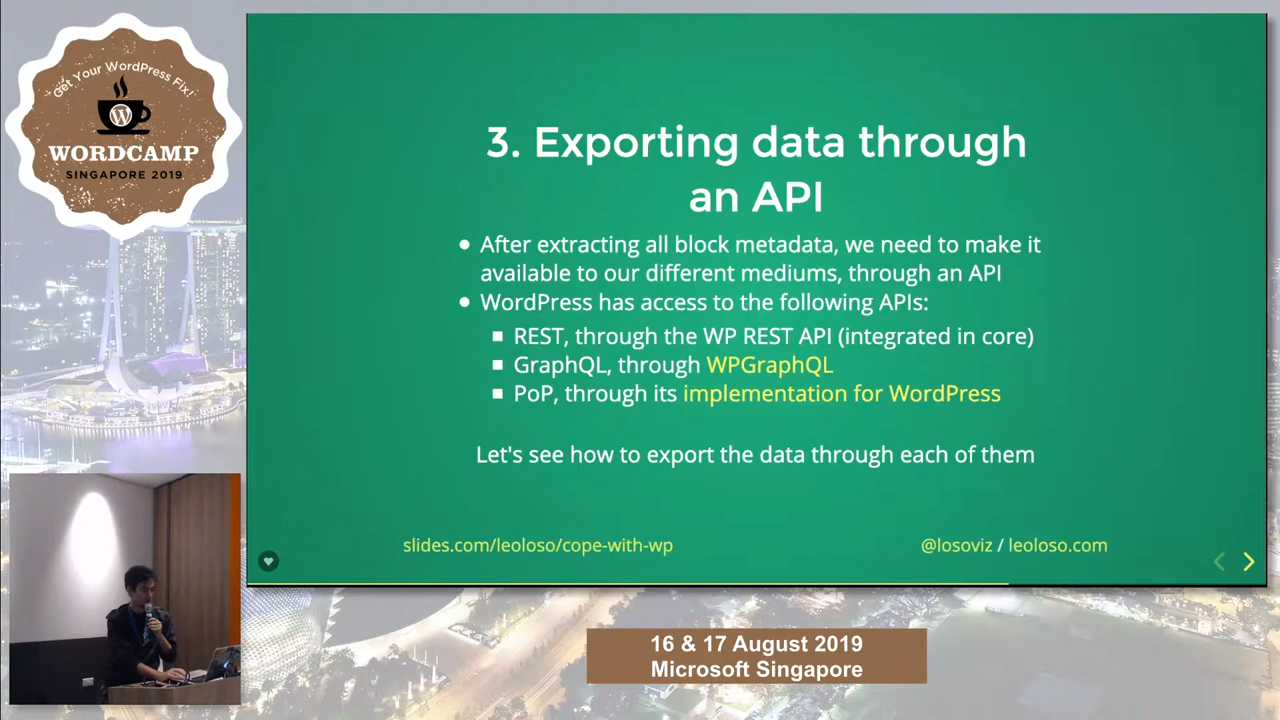 Get Your WordPress Fix!
WORDCAMP
SINGAPORE 2019
3. Exporting data through
an API
After extracting all block metadata, we need to make it
available to our different mediums, through an API
WordPress has access to the following APIs:
REST, through the WP REST API (integrated in core)
GraphQL, through WPGraphQL
PoP, through its implementation for WordPress
Let's see how to export the data through each of them
slides.com/leoloso/cope-with-wp
@losoviz / leoloso.com
16 & 17 August 2019
Microsoft Singapore